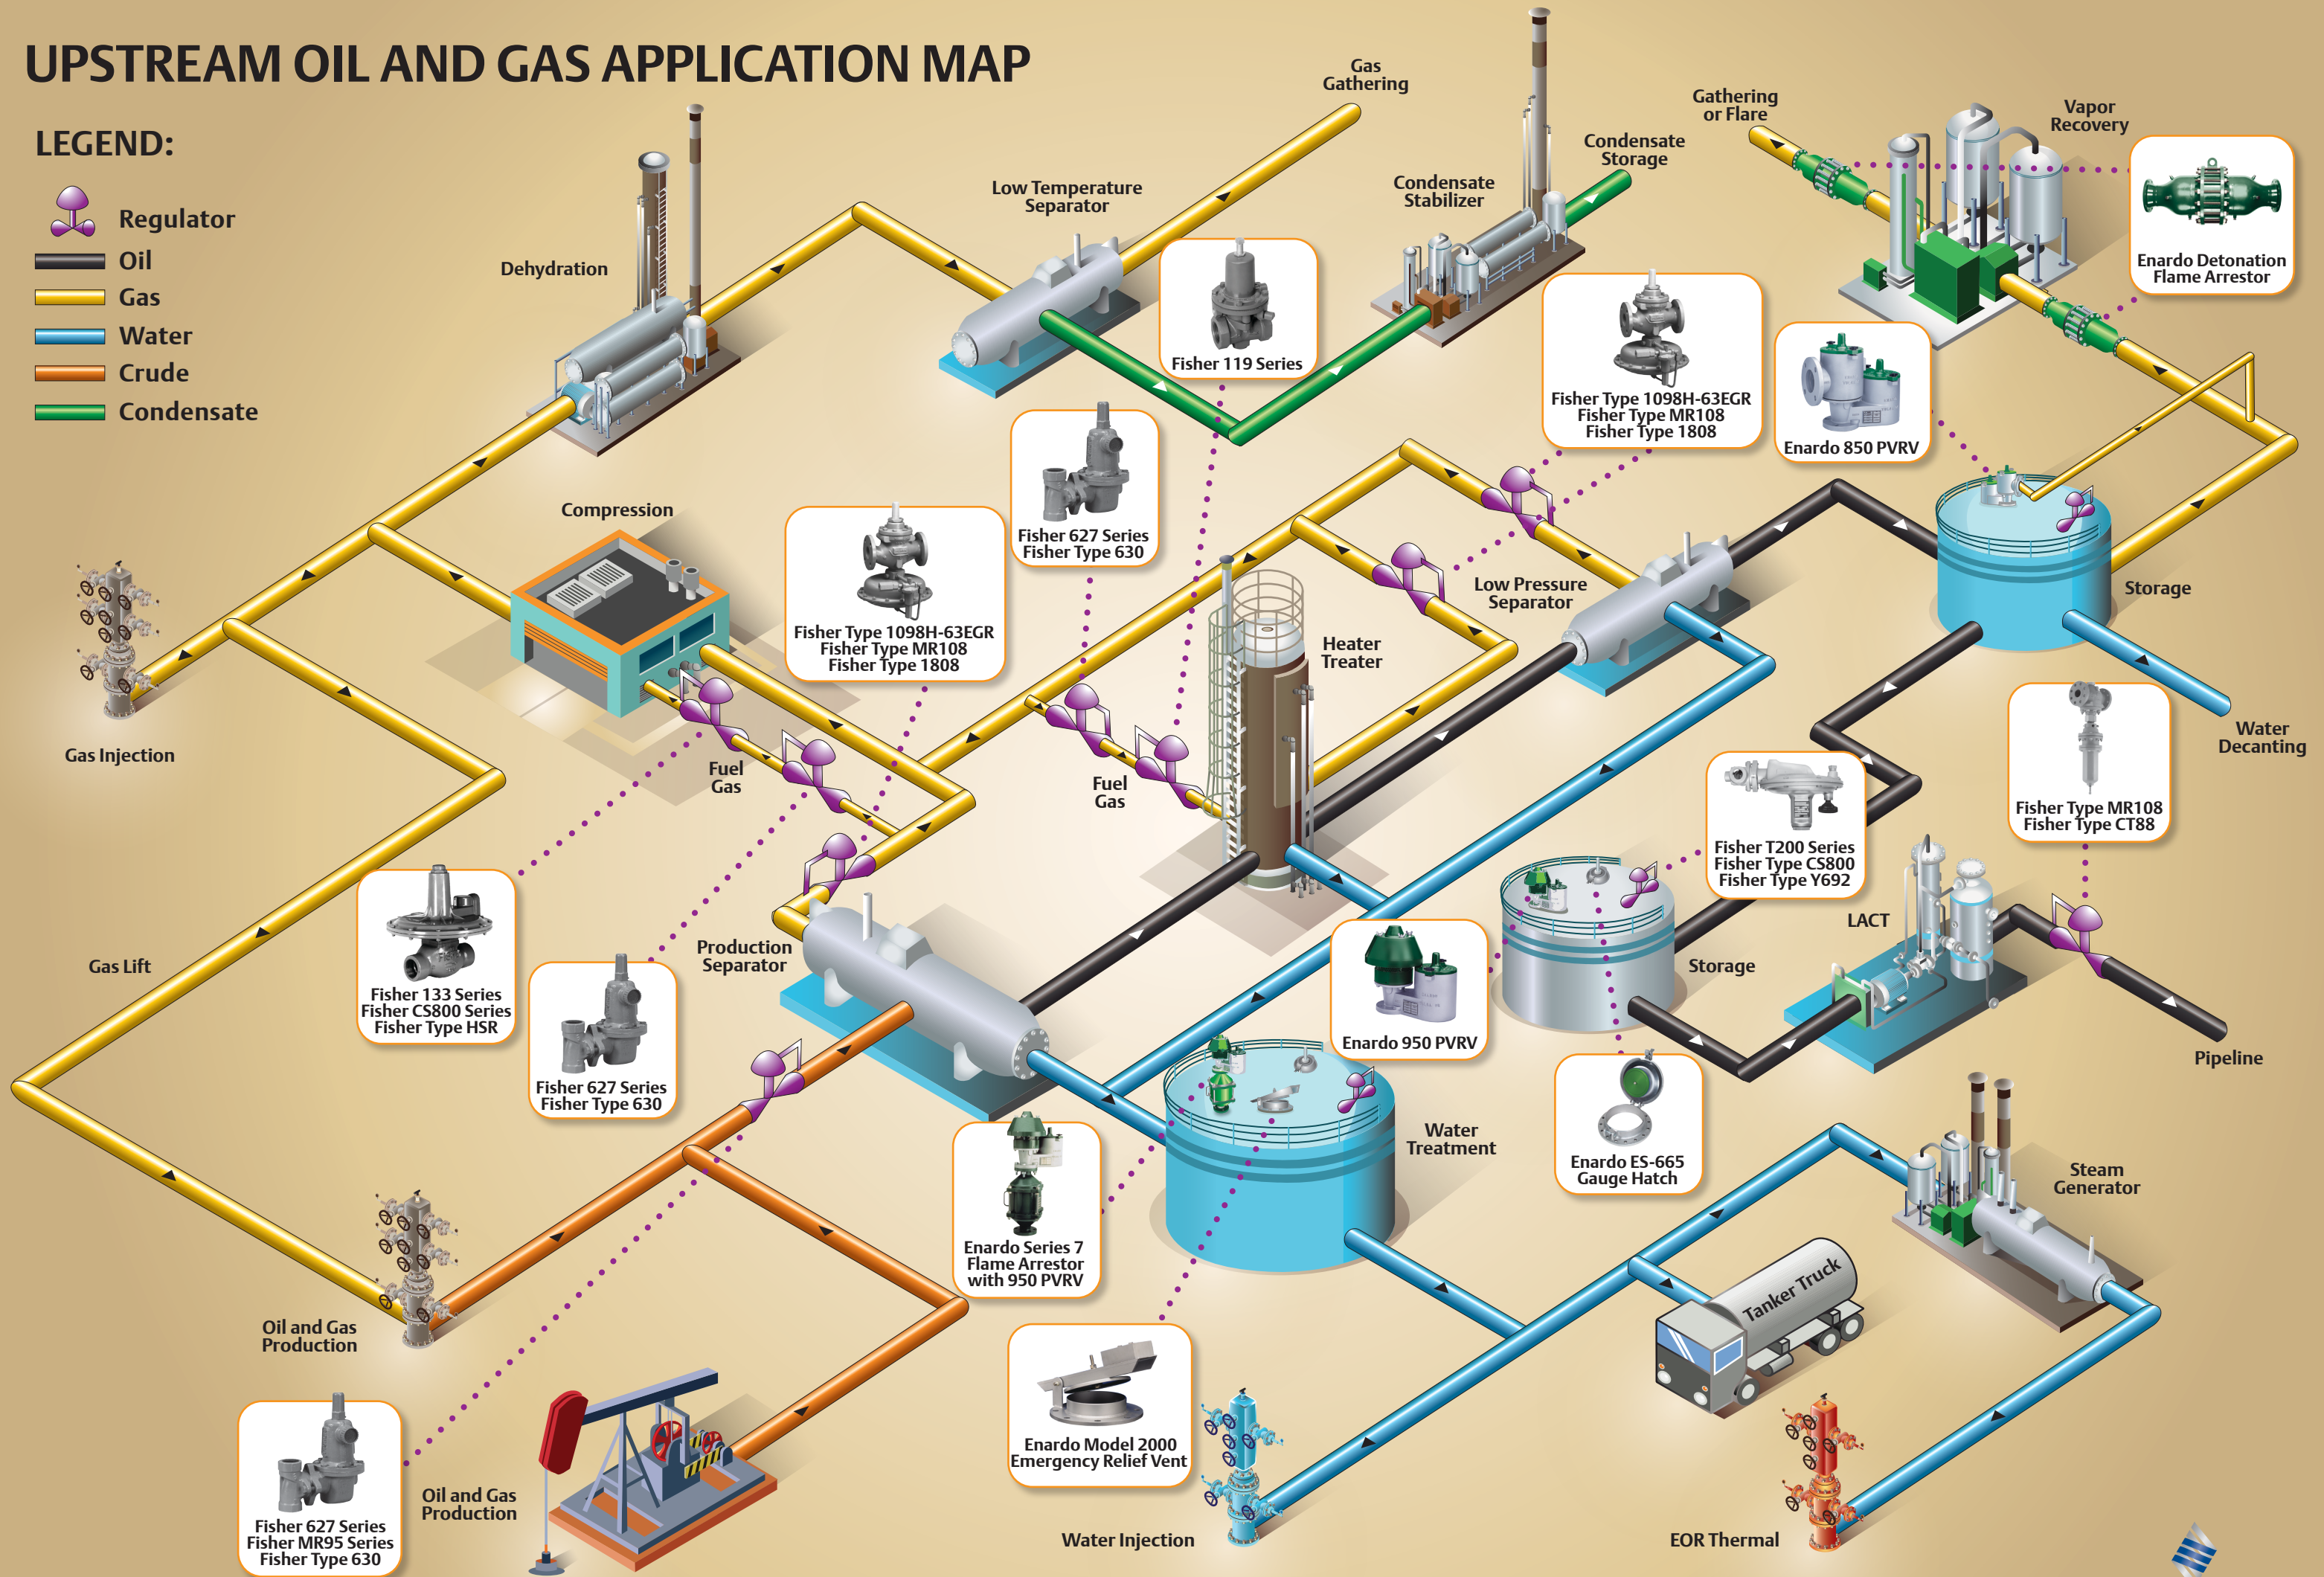 UPSTREAM OIL AND GAS APPLICATION MAP
LEGEND:
Regulator
Oil
Gas
Water
Crude
Condensate
Gas
Gathering
Gathering
or Flare
Vapor
Recovery
Condensate
Storage
Condensate
Stabilizer
Low Temperature
Separator
Dehydration
Enardo Detonation
Flame Arrestor
Fisher 119 Series
Fisher Type 1098H-63EGR
Fisher Type MR108
Fisher Type 1808
Enardo 850 PVRV
Compression
Fisher 627 Series
Fisher Type 630
Fisher Type 1098H-63EGR
Fisher Type MR108
Fisher Type 1808
Low Pressure
Separator
Storage
Heater
Treater
Gas Injection
Water
Decanting
Fuel
Gas
Fuel
Gas
Fisher Type MR108
Fisher Type CT88
Fisher T200 Series
Fisher Type CS800
Fisher Type Y692
LACT
Gas Lift
Production
Separator
Storage
Fisher 133 Series
Fisher CS800 Series
Fisher Type HSR
Enardo 950 PVRV
Pipeline
Fisher 627 Series
Fisher Type 630
Water
Treatment
Enardo ES-665
Gauge Hatch
Steam
Generator
Enardo Series 7
Flame Arrestor
with 950 PVRV
Tanker Truck
Oil and Gas
Production
Enardo Model 2000
Emergency Relief Vent
Oil and Gas
Production
Fisher 627 Series
Fisher MR95 Series
Fisher Type 630
Water Injection
EOR Thermal